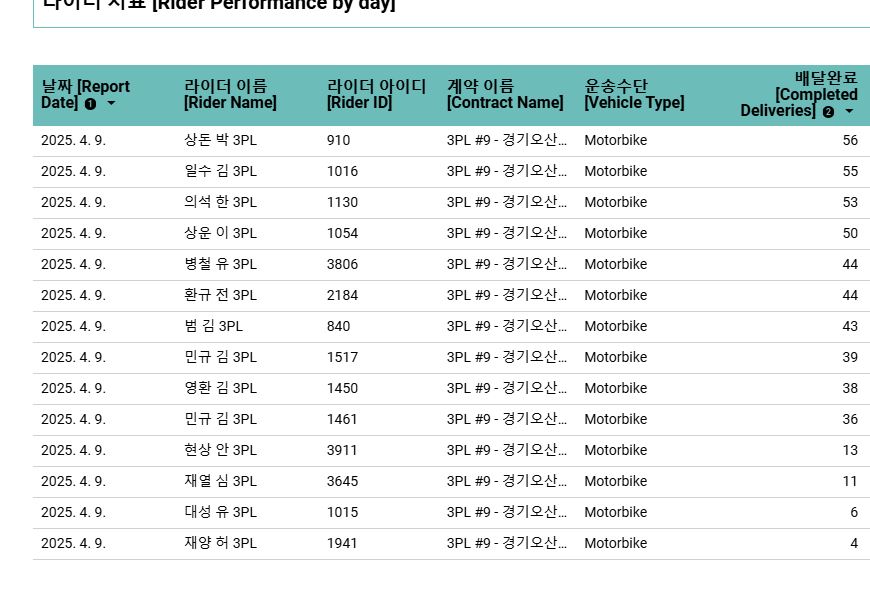 라이더 지표 [Rider Performance by day]
날짜 [Report Date] 1 라이더 이름 [Rider Name] 라이더 아이디 [Rider ID] 계약 이름 [Contract Name] 운송수단 [Vehicle Type] 배달완료 [Completed Deliveries] 2
2025. 4. 9. 상돈 박 3PL 910 3PL #9 - 경기오산... Motorbike 56
2025. 4. 9. 일수 김 3PL 1016 3PL #9 - 경기오산... Motorbike 55
2025. 4. 9. 의석 한 3PL 1130 3PL #9 - 경기오산... Motorbike 53
2025. 4. 9. 상운 이 3PL 1054 3PL #9 - 경기오산... Motorbike 50
2025. 4. 9. 병철 유 3PL 3806 3PL #9 - 경기오산... Motorbike 44
2025. 4. 9. 환규 전 3PL 2184 3PL #9 - 경기오산... Motorbike 44
2025. 4. 9. 범 김 3PL 840 3PL #9 - 경기오산... Motorbike 43
2025. 4. 9. 민규 김 3PL 1517 3PL #9 - 경기오산... Motorbike 39
2025. 4. 9. 영환 김 3PL 1450 3PL #9 - 경기오산... Motorbike 38
2025. 4. 9. 민규 김 3PL 1461 3PL #9 - 경기오산... Motorbike 36
2025. 4. 9. 현상 안 3PL 3911 3PL #9 - 경기오산... Motorbike 13
2025. 4. 9. 재열 심 3PL 3645 3PL #9 - 경기오산... Motorbike 11
2025. 4. 9. 대성 유 3PL 1015 3PL #9 - 경기오산... Motorbike 6
2025. 4. 9. 재양 허 3PL 1941 3PL #9 - 경기오산... Motorbike 4